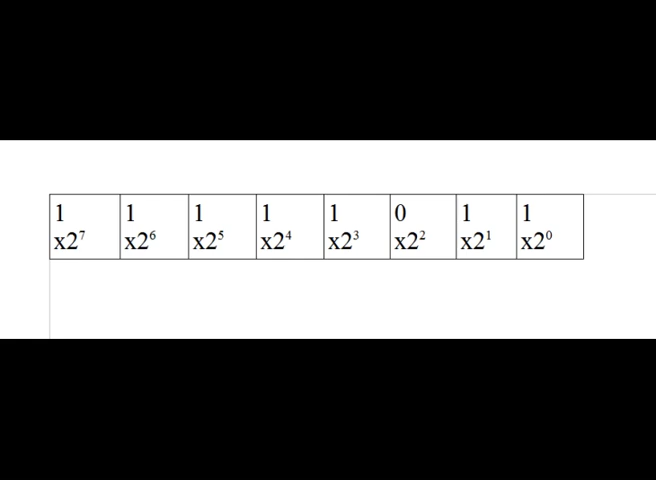 1 1 1 1 1 0 1 1
x2⁷ x2⁶ x2⁵ x2⁴ x2³ x2² x2¹ x2⁰